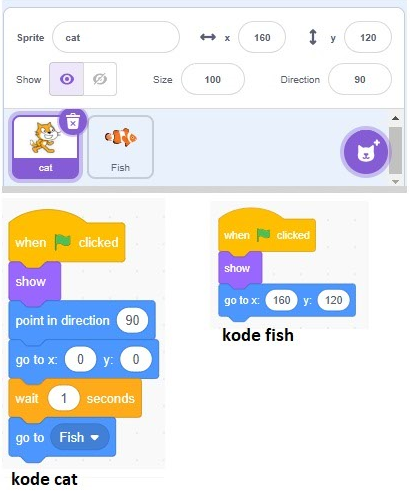 Sprite cat x 160 y 120
Show Size 100 Direction 90
cat Fish
when clicked
show
point in direction 90
go to x: 0 y: 0
wait 1 seconds
go to Fish
kode cat
when clicked
show
go to x: 160 y: 120
kode fish